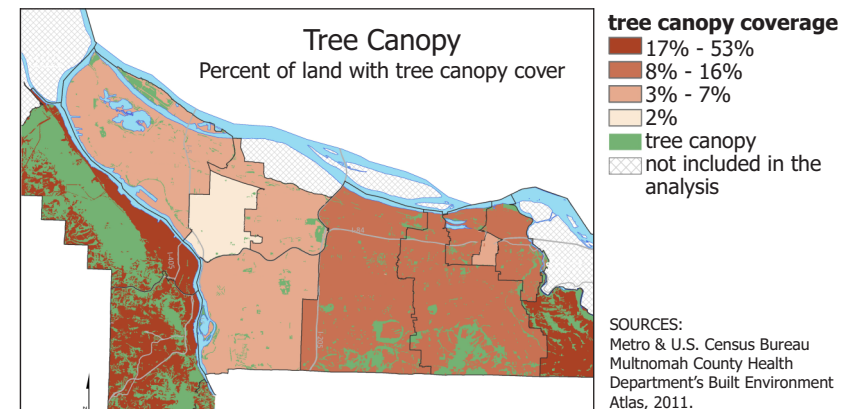 Tree Canopy
Percent of land with tree canopy cover
tree canopy coverage
17% - 53%
8% - 16%
3% - 7%
2%
tree canopy
not included in the
analysis
I-405
I-84
SOURCES:
Metro & U.S. Census Bureau
Multnomah County Health
Department's Built Environment
Atlas, 2011.